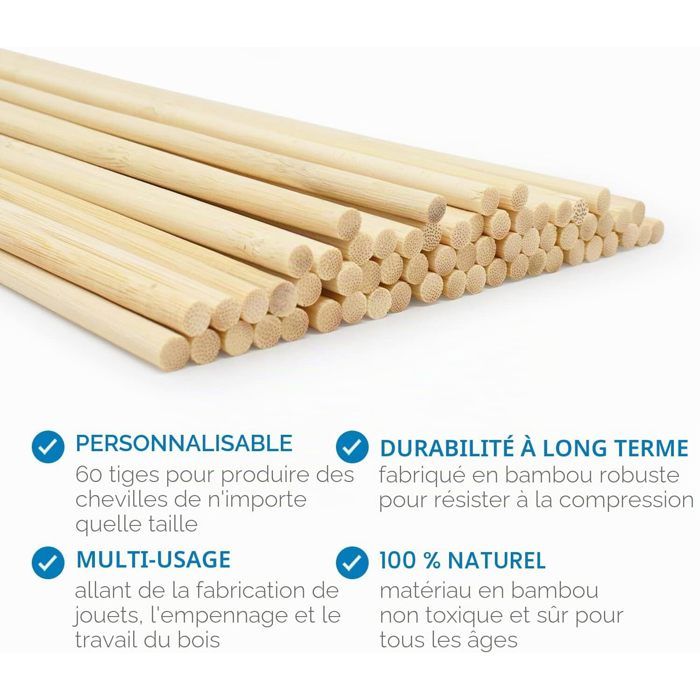 PERSONNALISABLE
60 tiges pour produire des
chevilles de n'importe
quelle taille
DURABILITÉ À LONG TERME
fabriqué en bambou robuste
pour résister à la compression
MULTI-USAGE
allant de la fabrication de
jouets, l'empennage et le
travail du bois
100 % NATUREL
matériau en bambou
non toxique et sûr pour
tous les âges